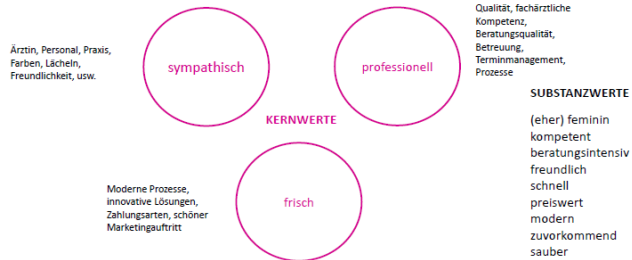 Ärztin, Personal, Praxis,
Farben, Lächeln,
Freundlichkeit, usw.
sympathisch
professionell
Qualität, fachärztliche
Kompetenz,
Beratungsqualität,
Betreuung,
Terminmanagement,
Prozesse
KERNWERTE
Moderne Prozesse,
innovative Lösungen,
Zahlungsarten, schöner
Marketingauftritt
frisch
SUBSTANZWERTE
(eher) feminin
kompetent
beratungsintensiv
freundlich
schnell
preiswert
modern
zuvorkommend
sauber